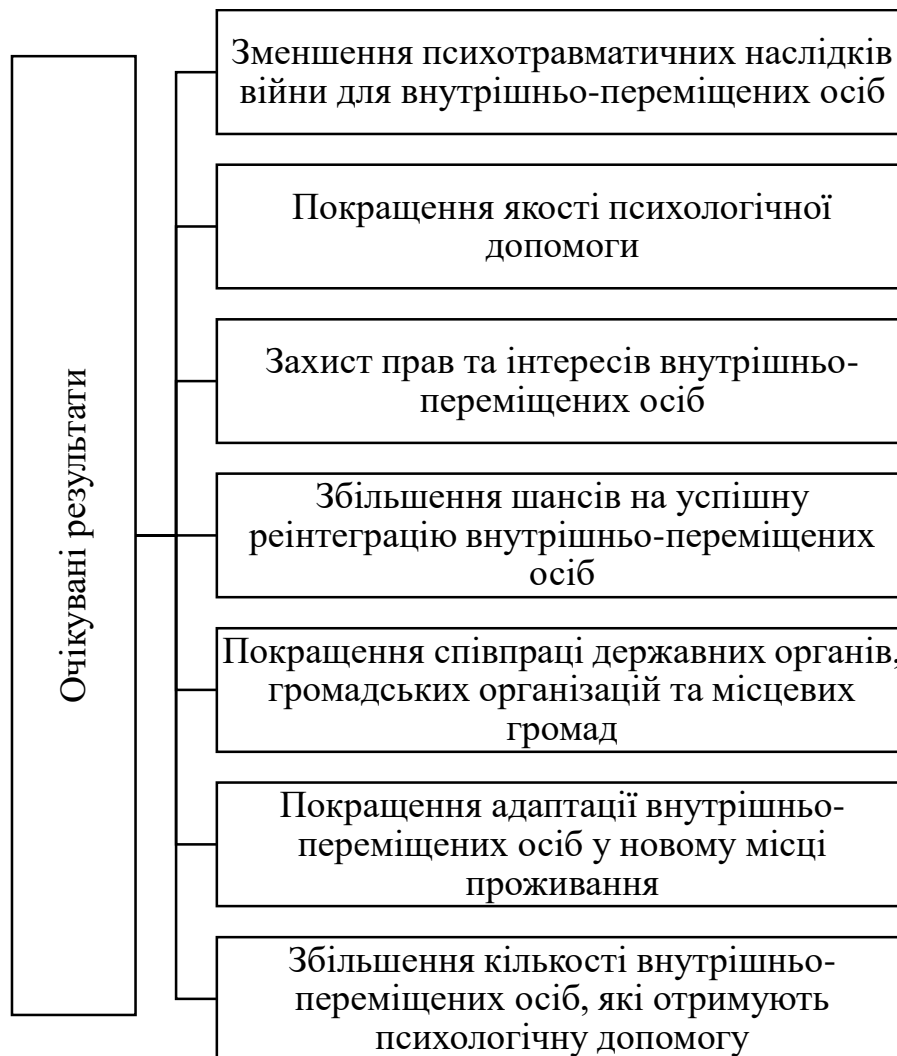 Очікувані результати
Зменшення психотравматичних наслідків
війни для внутрішньо-переміщених осіб
Покращення якості психологічної
допомоги
Захист прав та інтересів внутрішньо-
переміщених осіб
Збільшення шансів на успішну
реінтеграцію внутрішньо-переміщених
осіб
Покращення співпраці державних органів,
громадських організацій та місцевих
громад
Покращення адаптації внутрішньо-
переміщених осіб у новому місці
проживання
Збільшення кількості внутрішньо-
переміщених осіб, які отримують
психологічну допомогу